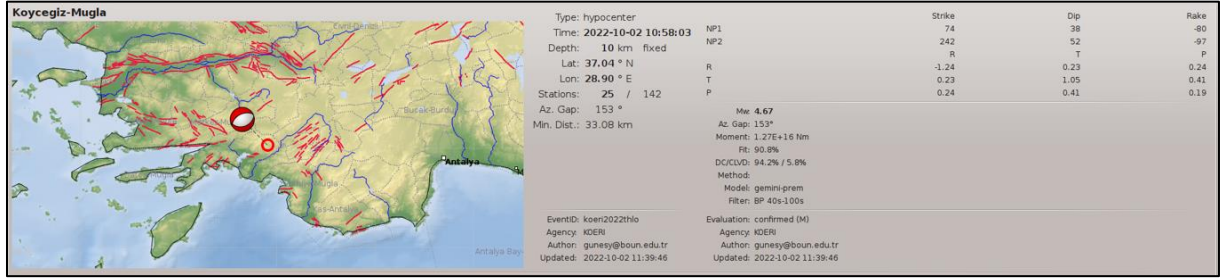 Koycegiz-Mugla
Antalya
Antalya Bay
Type: hypocenter
Time: 2022-10-02 10:58:03
Depth: 10 km fixed
Lat: 37.04 ° N
Lon: 28.90 ° E
Stations: 25 / 142
Az. Gap: 153 °
Min. Dist.: 33.08 km
EventID: koeri2022thlo
Agency: KOERI
Author: gunesy@boun.edu.tr
Updated: 2022-10-02 11:39:46
Strike Dip Rake
NP1 74 38 -80
NP2 242 52 -97
R T P
R -1.24 0.23 0.24
T 0.23 1.05 0.41
P 0.24 0.41 0.19
Mw: 4.67
Az. Gap: 153°
Moment: 1.27E+16 Nm
Fit: 90.8%
DC/CLVD: 94.2% / 5.8%
Method:
Model: gemini-prem
Filter: BP 40s-100s
Evaluation: confirmed (M)
Agency: KOERI
Author: gunesy@boun.edu.tr
Updated: 2022-10-02 11:39:46